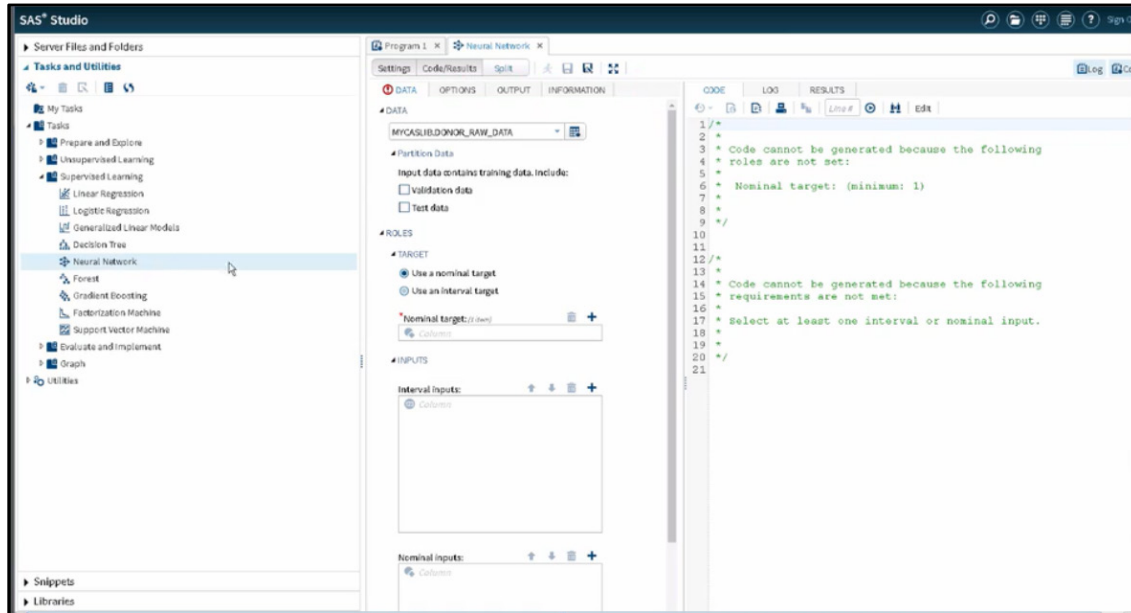 SAS® Studio
Sign O
Server Files and Folders
Tasks and Utilities
My Tasks
Tasks
Prepare and Explore
Unsupervised Learning
Supervised Learning
Linear Regression
Logistic Regression
Generalized Linear Models
Decision Tree
Neural Network
Forest
Gradient Boosting
Factorization Machine
Support Vector Machine
Evaluate and Implement
Graph
Utilities
Snippets
Libraries
Program 1 × Neural Network ×
Settings Code/Results Split
DATA OPTIONS OUTPUT INFORMATION
DATA
MYCASLIB.DONOR_RAW_DATA
Partition Data
Input data contains training data. Include:
Validation data
Test data
ROLES
TARGET
Use a nominal target
Use an interval target
*Nominal target: (1 item)
Column
INPUTS
Interval inputs:
Column
Nominal inputs:
Column
Log Co
CODE LOG RESULTS
Line # Edit
1 /*
2 *
3 * Code cannot be generated because the following
4 * roles are not set:
5 *
6 * Nominal target: (minimum: 1)
7 *
8 *
9 */
10
11
12 /*
13 *
14 * Code cannot be generated because the following
15 * requirements are not met:
16 *
17 * Select at least one interval or nominal input.
18 *
19 *
20 */
21